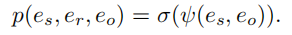 p(e_s, e_r, e_o) = σ(ψ(e_s, e_o)).